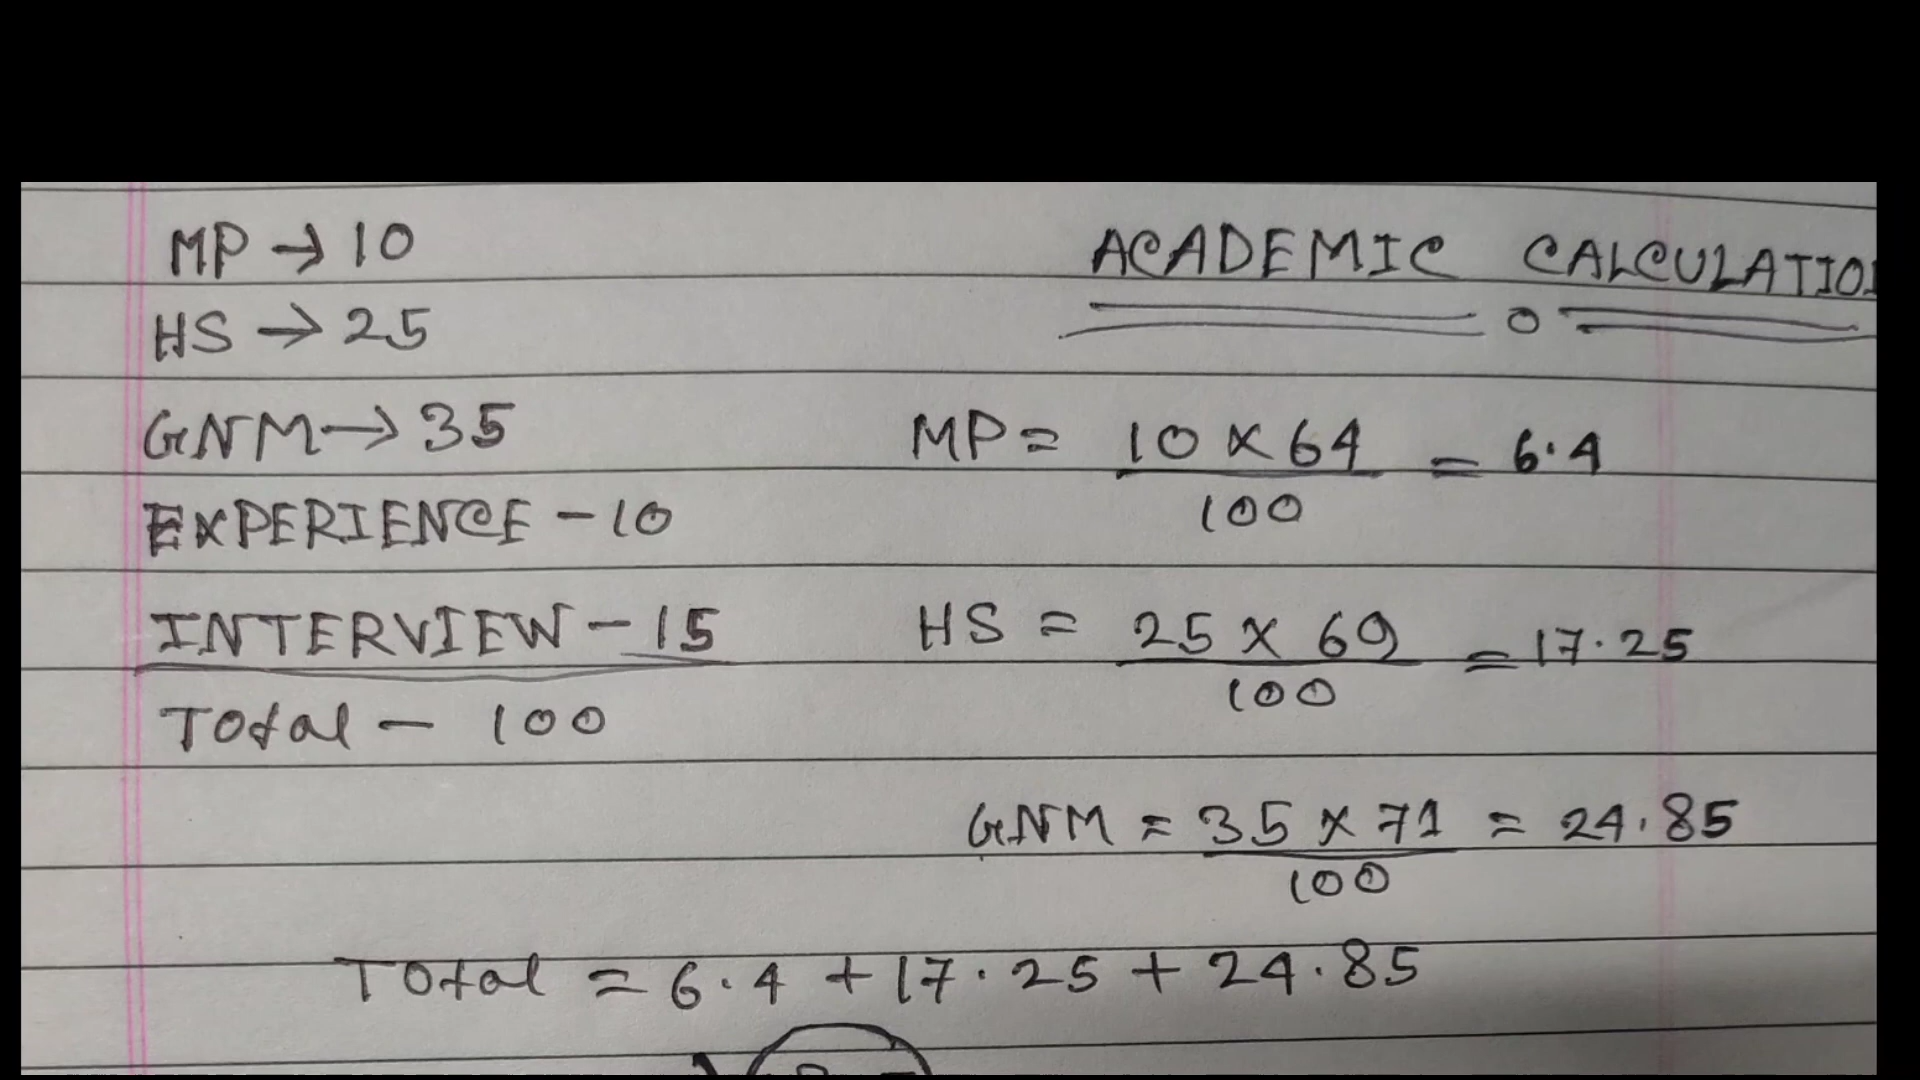 MP → 10
HS → 25
GNM → 35
EXPERIENCE - 10
INTERVIEW - 15
Total - 100
ACADEMIC CALCULATION
MP = 10 x 64 = 6.4
100
HS = 25 x 69 = 17.25
100
GNM = 35 x 71 = 24.85
100
Total = 6.4 + 17.25 + 24.85